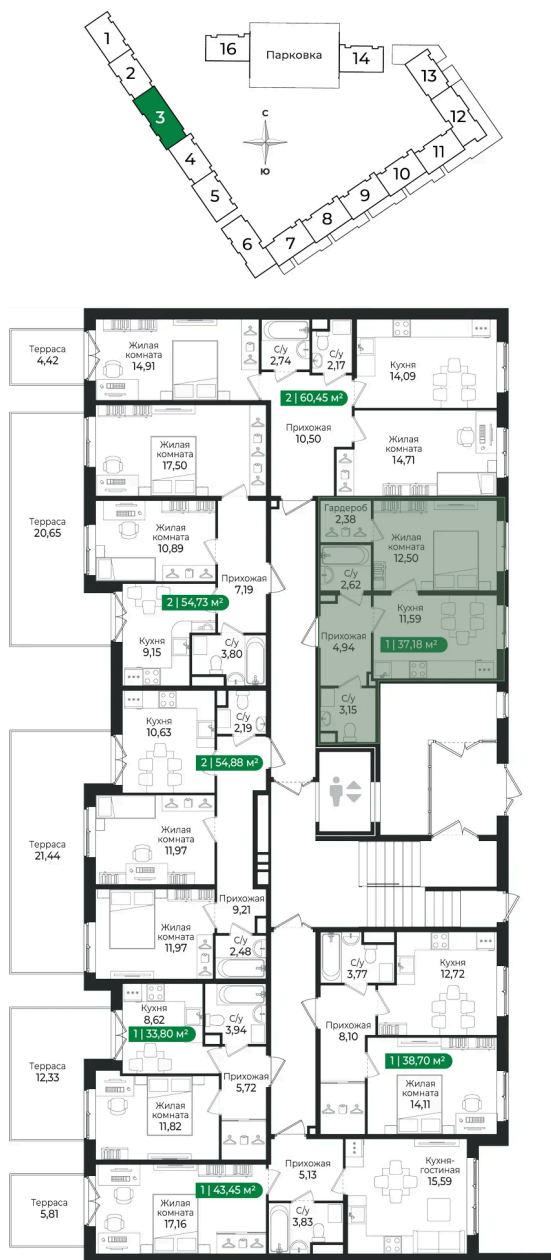 1
2
3
4
5
6
7
8
9
10
11
12
13
14
16
Парковка
С
Ю
Терраса
4,42
Жилая
комната
14,91
С/у
2,74
С/у
2,17
Кухня
14,09
2 | 60,45 м²
Прихожая
10,50
Жилая
комната
14,71
Терраса
20,65
Жилая
комната
17,50
Жилая
комната
10,89
Прихожая
7,19
2 | 54,73 м²
Кухня
9,15
С/у
3,80
Гардероб
2,38
Жилая
комната
12,50
С/у
2,62
11,59
Прихожая
4,94
1 | 37,18 м²
С/у
3,15
10,63
С/у
2,19
2 | 54,88 м²
Терраса
21,44
Жилая
комната
11,97
Прихожая
9,21
Жилая
комната
11,97
С/у
2,48
С/у
3,77
Кухня
12,72
Прихожая
8,10
1 | 38,70 м²
Жилая
комната
14,11
Терраса
12,33
Кухня
8,62
1 | 33,80 м²
С/у
3,94
Прихожая
5,72
Жилая
комната
11,82
Терраса
5,81
1 | 43,45 м²
Жилая
комната
17,16
Прихожая
5,13
С/у
3,83
Кухня-
гостиная
15,59